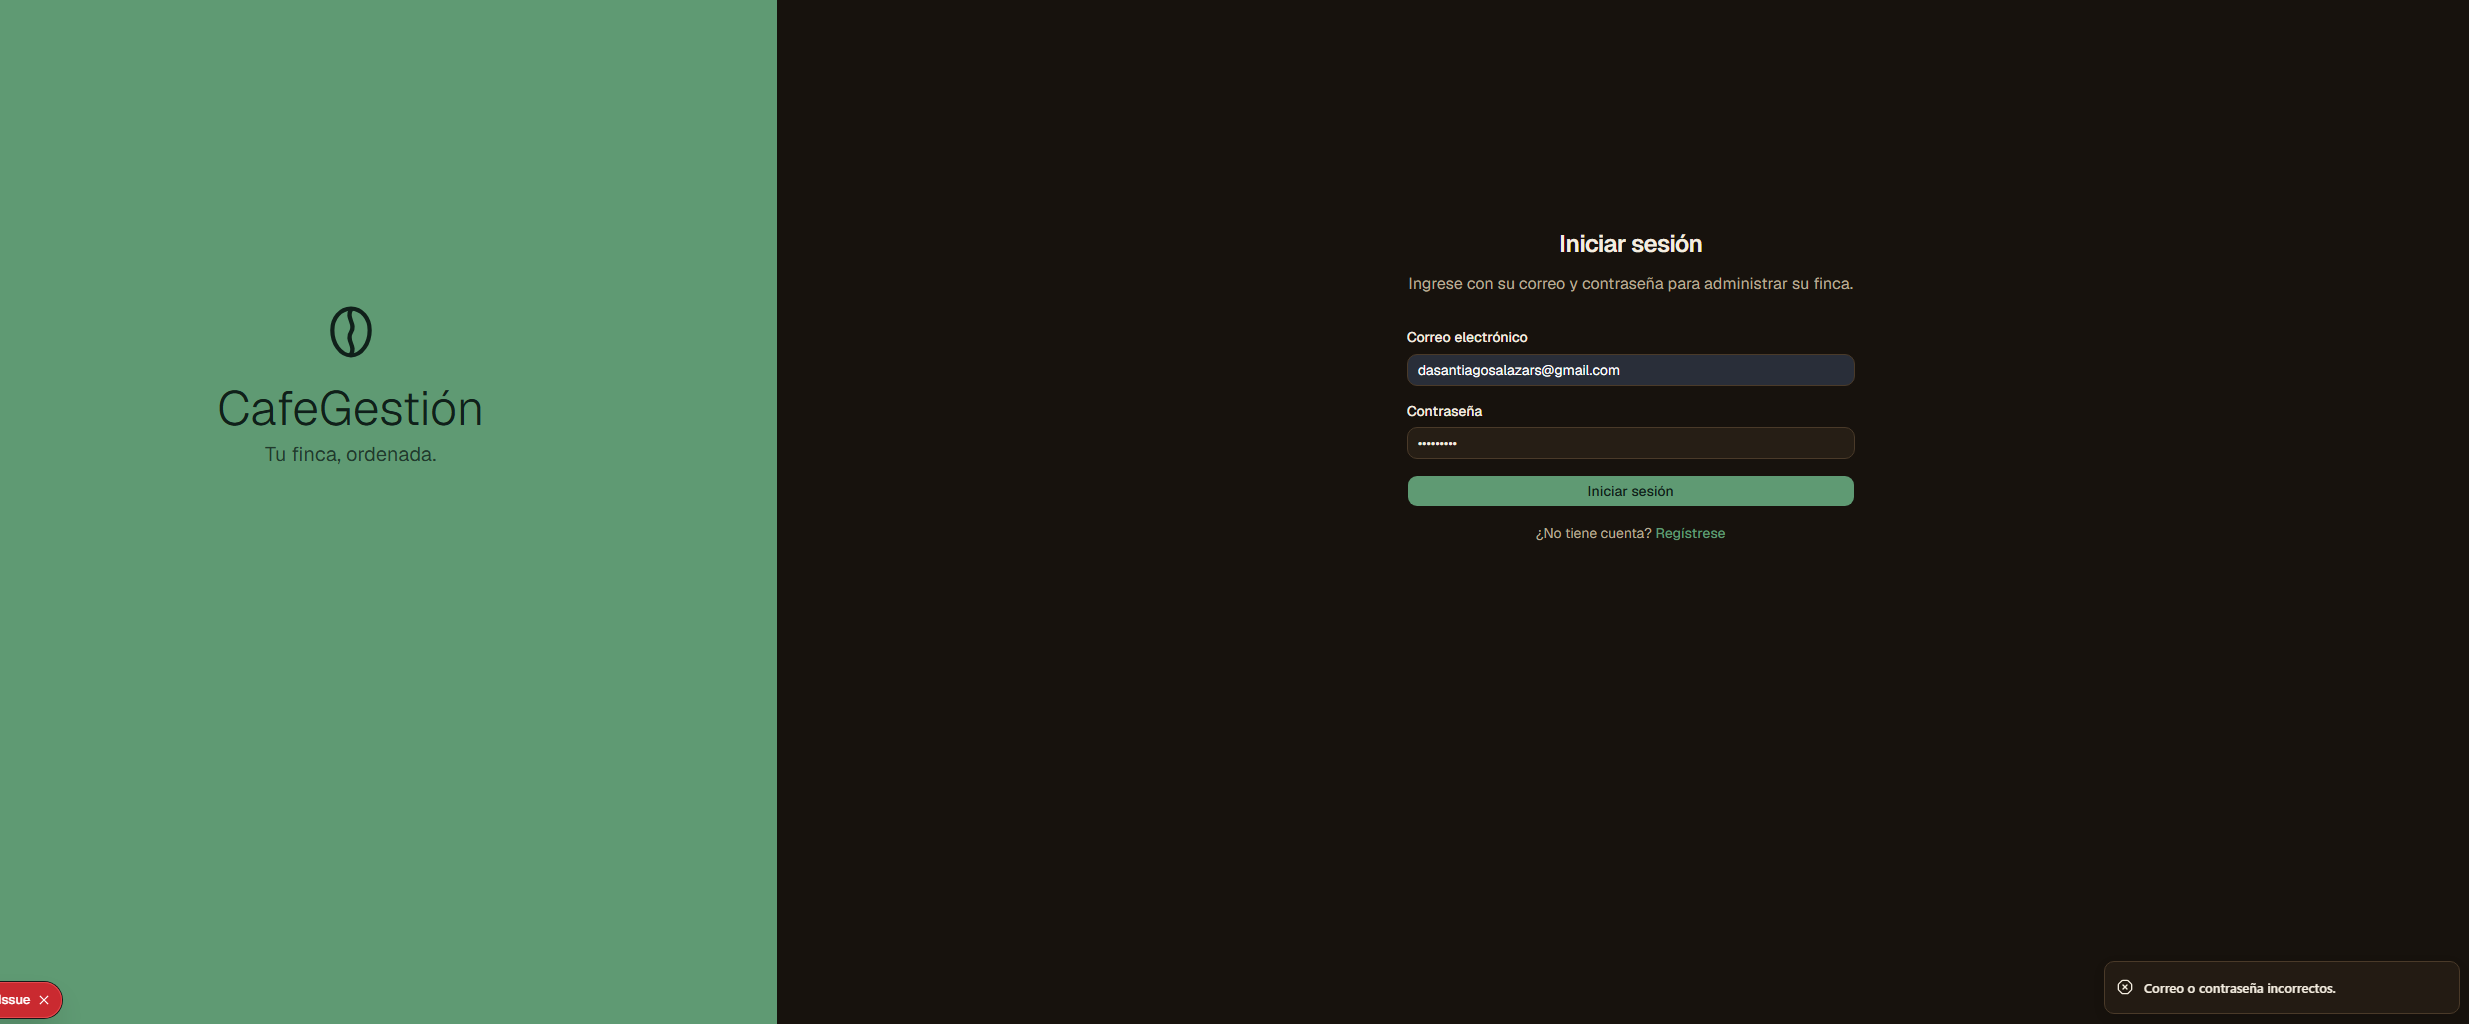 CafeGestión
Tu finca, ordenada.
Iniciar sesión
Ingrese con su correo y contraseña para administrar su finca.
Correo electrónico
dasantiagosalazars@gmail.com
Contraseña
•••••••••
Iniciar sesión
¿No tiene cuenta? Regístrese
Issue
Correo o contraseña incorrectos.